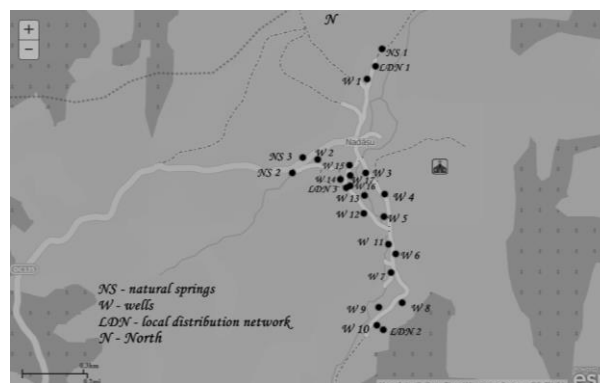 N
+
−
NS 1
LDN 1
W 1
Nadășu
NS 3
W 2
W 15
NS 2
W 14
W 17
W 3
LDN 3
W 16
W 13
W 4
W 12
W 5
W 11
W 6
W 7
W 9
W 8
W 10
LDN 2
NS - natural springs
W - wells
LDN - local distribution network
N - North